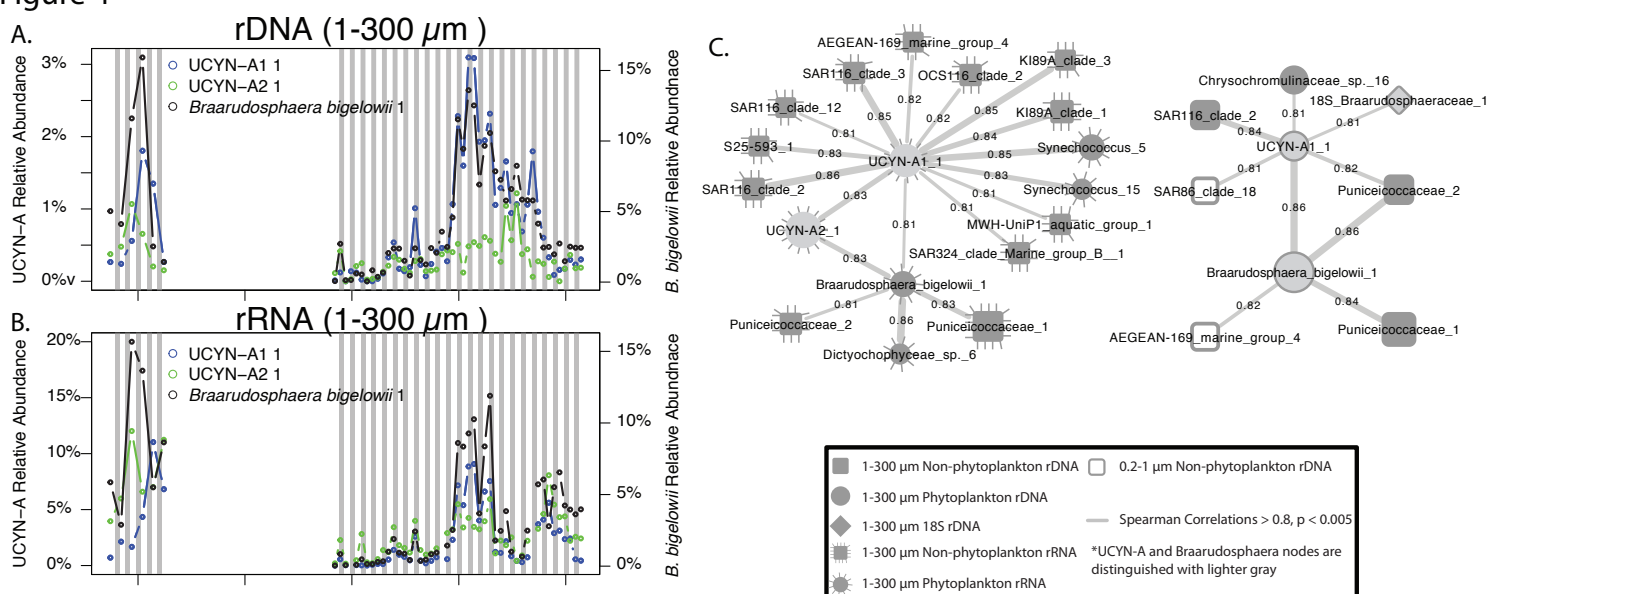 A.
rDNA (1-300 µm )
UCYN−A Relative Abundance
3%
2%
1%
0%v
UCYN−A1 1
UCYN−A2 1
Braarudosphaera bigelowii 1
15%
10%
5%
0%
B. bigelowii Relative Abundnace
B.
rRNA (1-300 µm )
UCYN−A Relative Abundance
20%
15%
10%
5%
0%
UCYN−A1 1
UCYN−A2 1
Braarudosphaera bigelowii 1
15%
10%
5%
0%
B. bigelowii Relative Abundnace
C.
AEGEAN-169_marine_group_4
SAR116_clade_3
OCS116_clade_2
KI89A_clade_3
SAR116_clade_12
KI89A_clade_1
S25-593_1
UCYN-A1_1
Synechococcus_5
SAR116_clade_2
Synechococcus_15
UCYN-A2_1
MWH-UniP1_aquatic_group_1
SAR324_clade_Marine_group_B__1
Braarudosphaera_bigelowii_1
Puniceicoccaceae_2
Puniceicoccaceae_1
Dictyochophyceae_sp._6
0.82
0.85
0.82
0.85
0.81
0.84
0.83
0.85
0.86
0.83
0.83
0.81
0.81
0.81
0.83
0.81
0.83
0.86
Chrysochromulinaceae_sp._16
18S_Braarudosphaeraceae_1
SAR116_clade_2
UCYN-A1_1
SAR86_clade_18
Puniceicoccaceae_2
Braarudosphaera_bigelowii_1
AEGEAN-169_marine_group_4
Puniceicoccaceae_1
0.81
0.81
0.84
0.81
0.82
0.86
0.86
0.82
0.84
1-300 µm Non-phytoplankton rDNA
1-300 µm Phytoplankton rDNA
1-300 µm 18S rDNA
1-300 µm Non-phytoplankton rRNA
1-300 µm Phytoplankton rRNA
0.2-1 µm Non-phytoplankton rDNA
Spearman Correlations > 0.8, p < 0.005
*UCYN-A and Braarudosphaera nodes are
distinguished with lighter gray